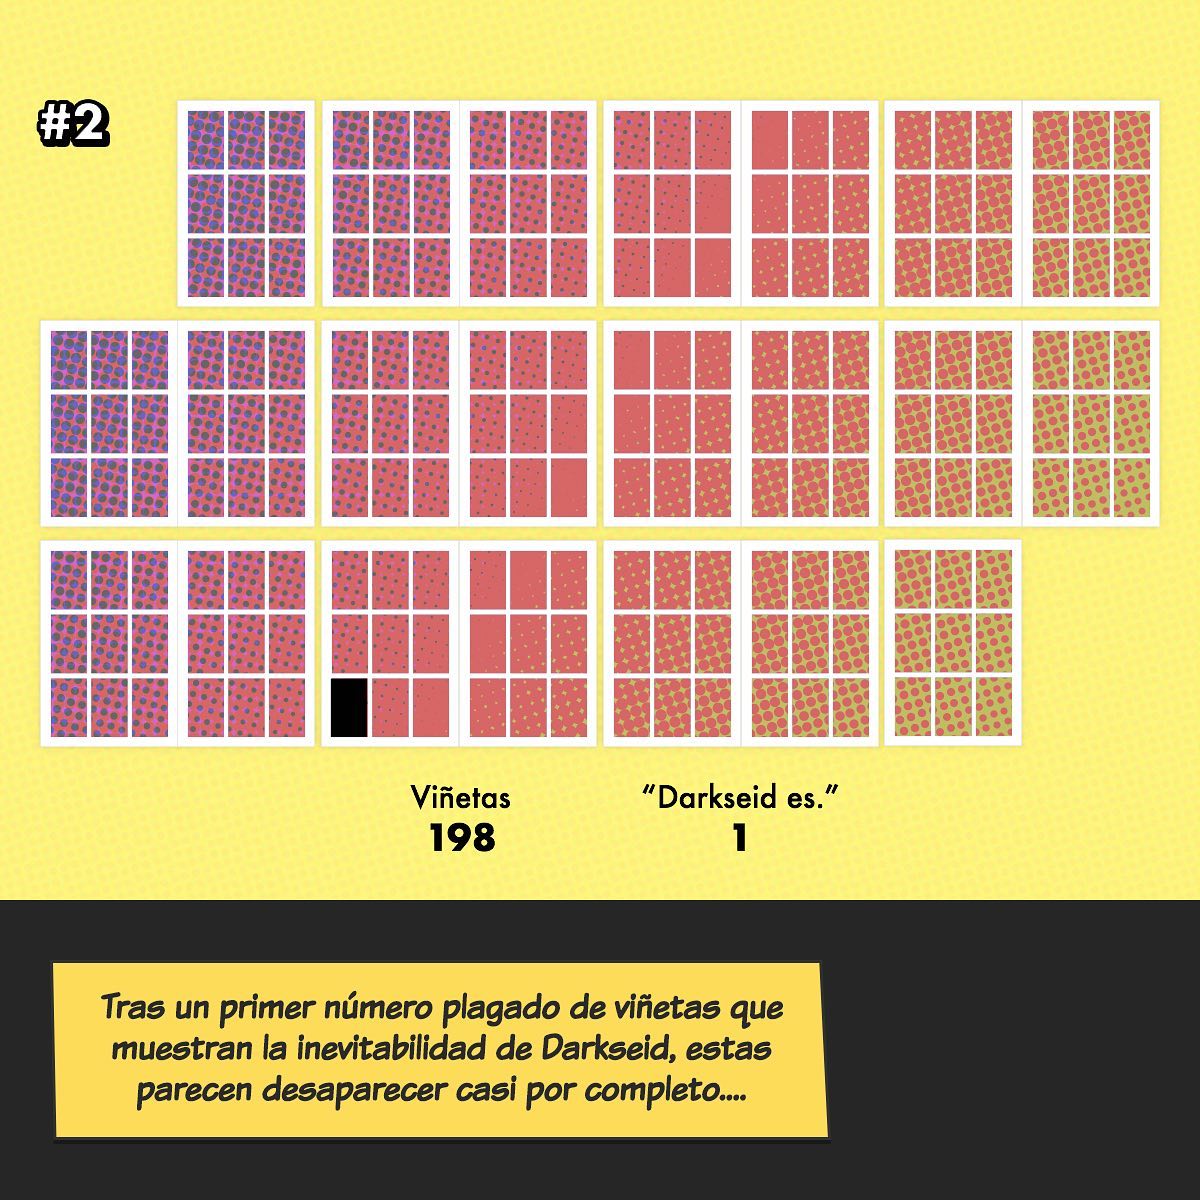 #2
Viñetas
198
“Darkseid es.”
1
Tras un primer número plagado de viñetas que
muestran la inevitabilidad de Darkseid, estas
parecen desaparecer casi por completo....